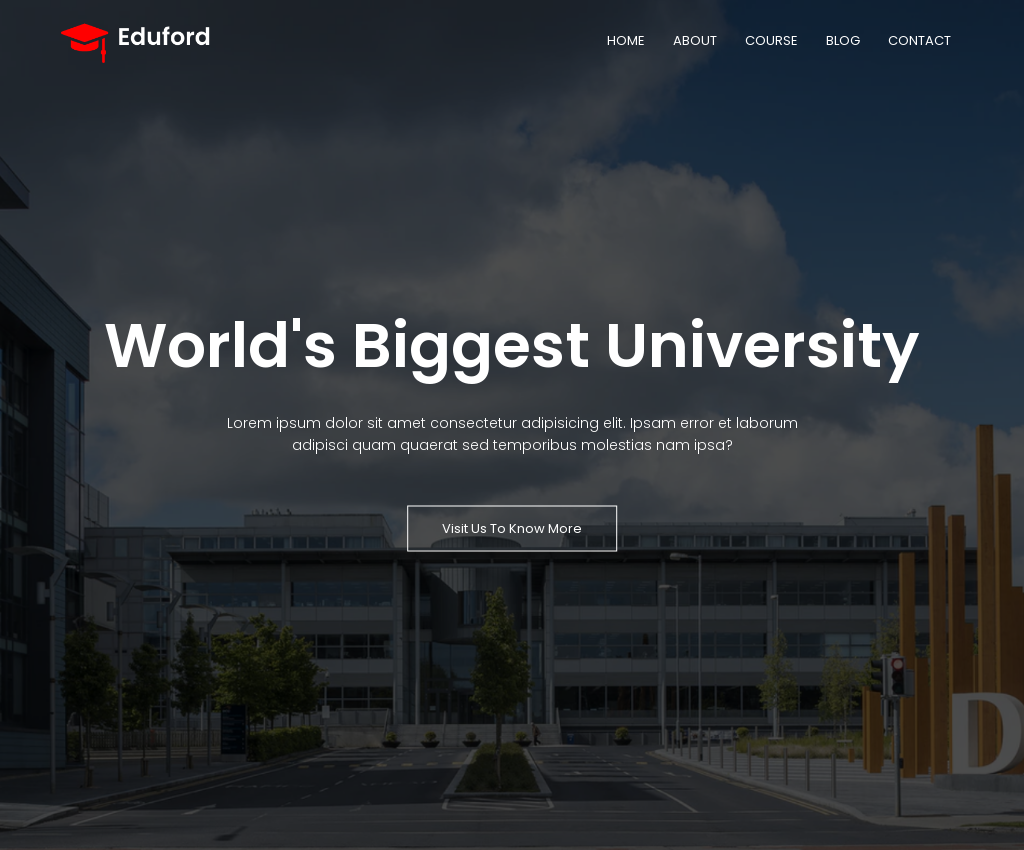 Eduford
HOME ABOUT COURSE BLOG CONTACT
World's Biggest University
Lorem ipsum dolor sit amet consectetur adipisicing elit. Ipsam error et laborum
adipisci quam quaerat sed temporibus molestias nam ipsa?
Visit Us To Know More
D